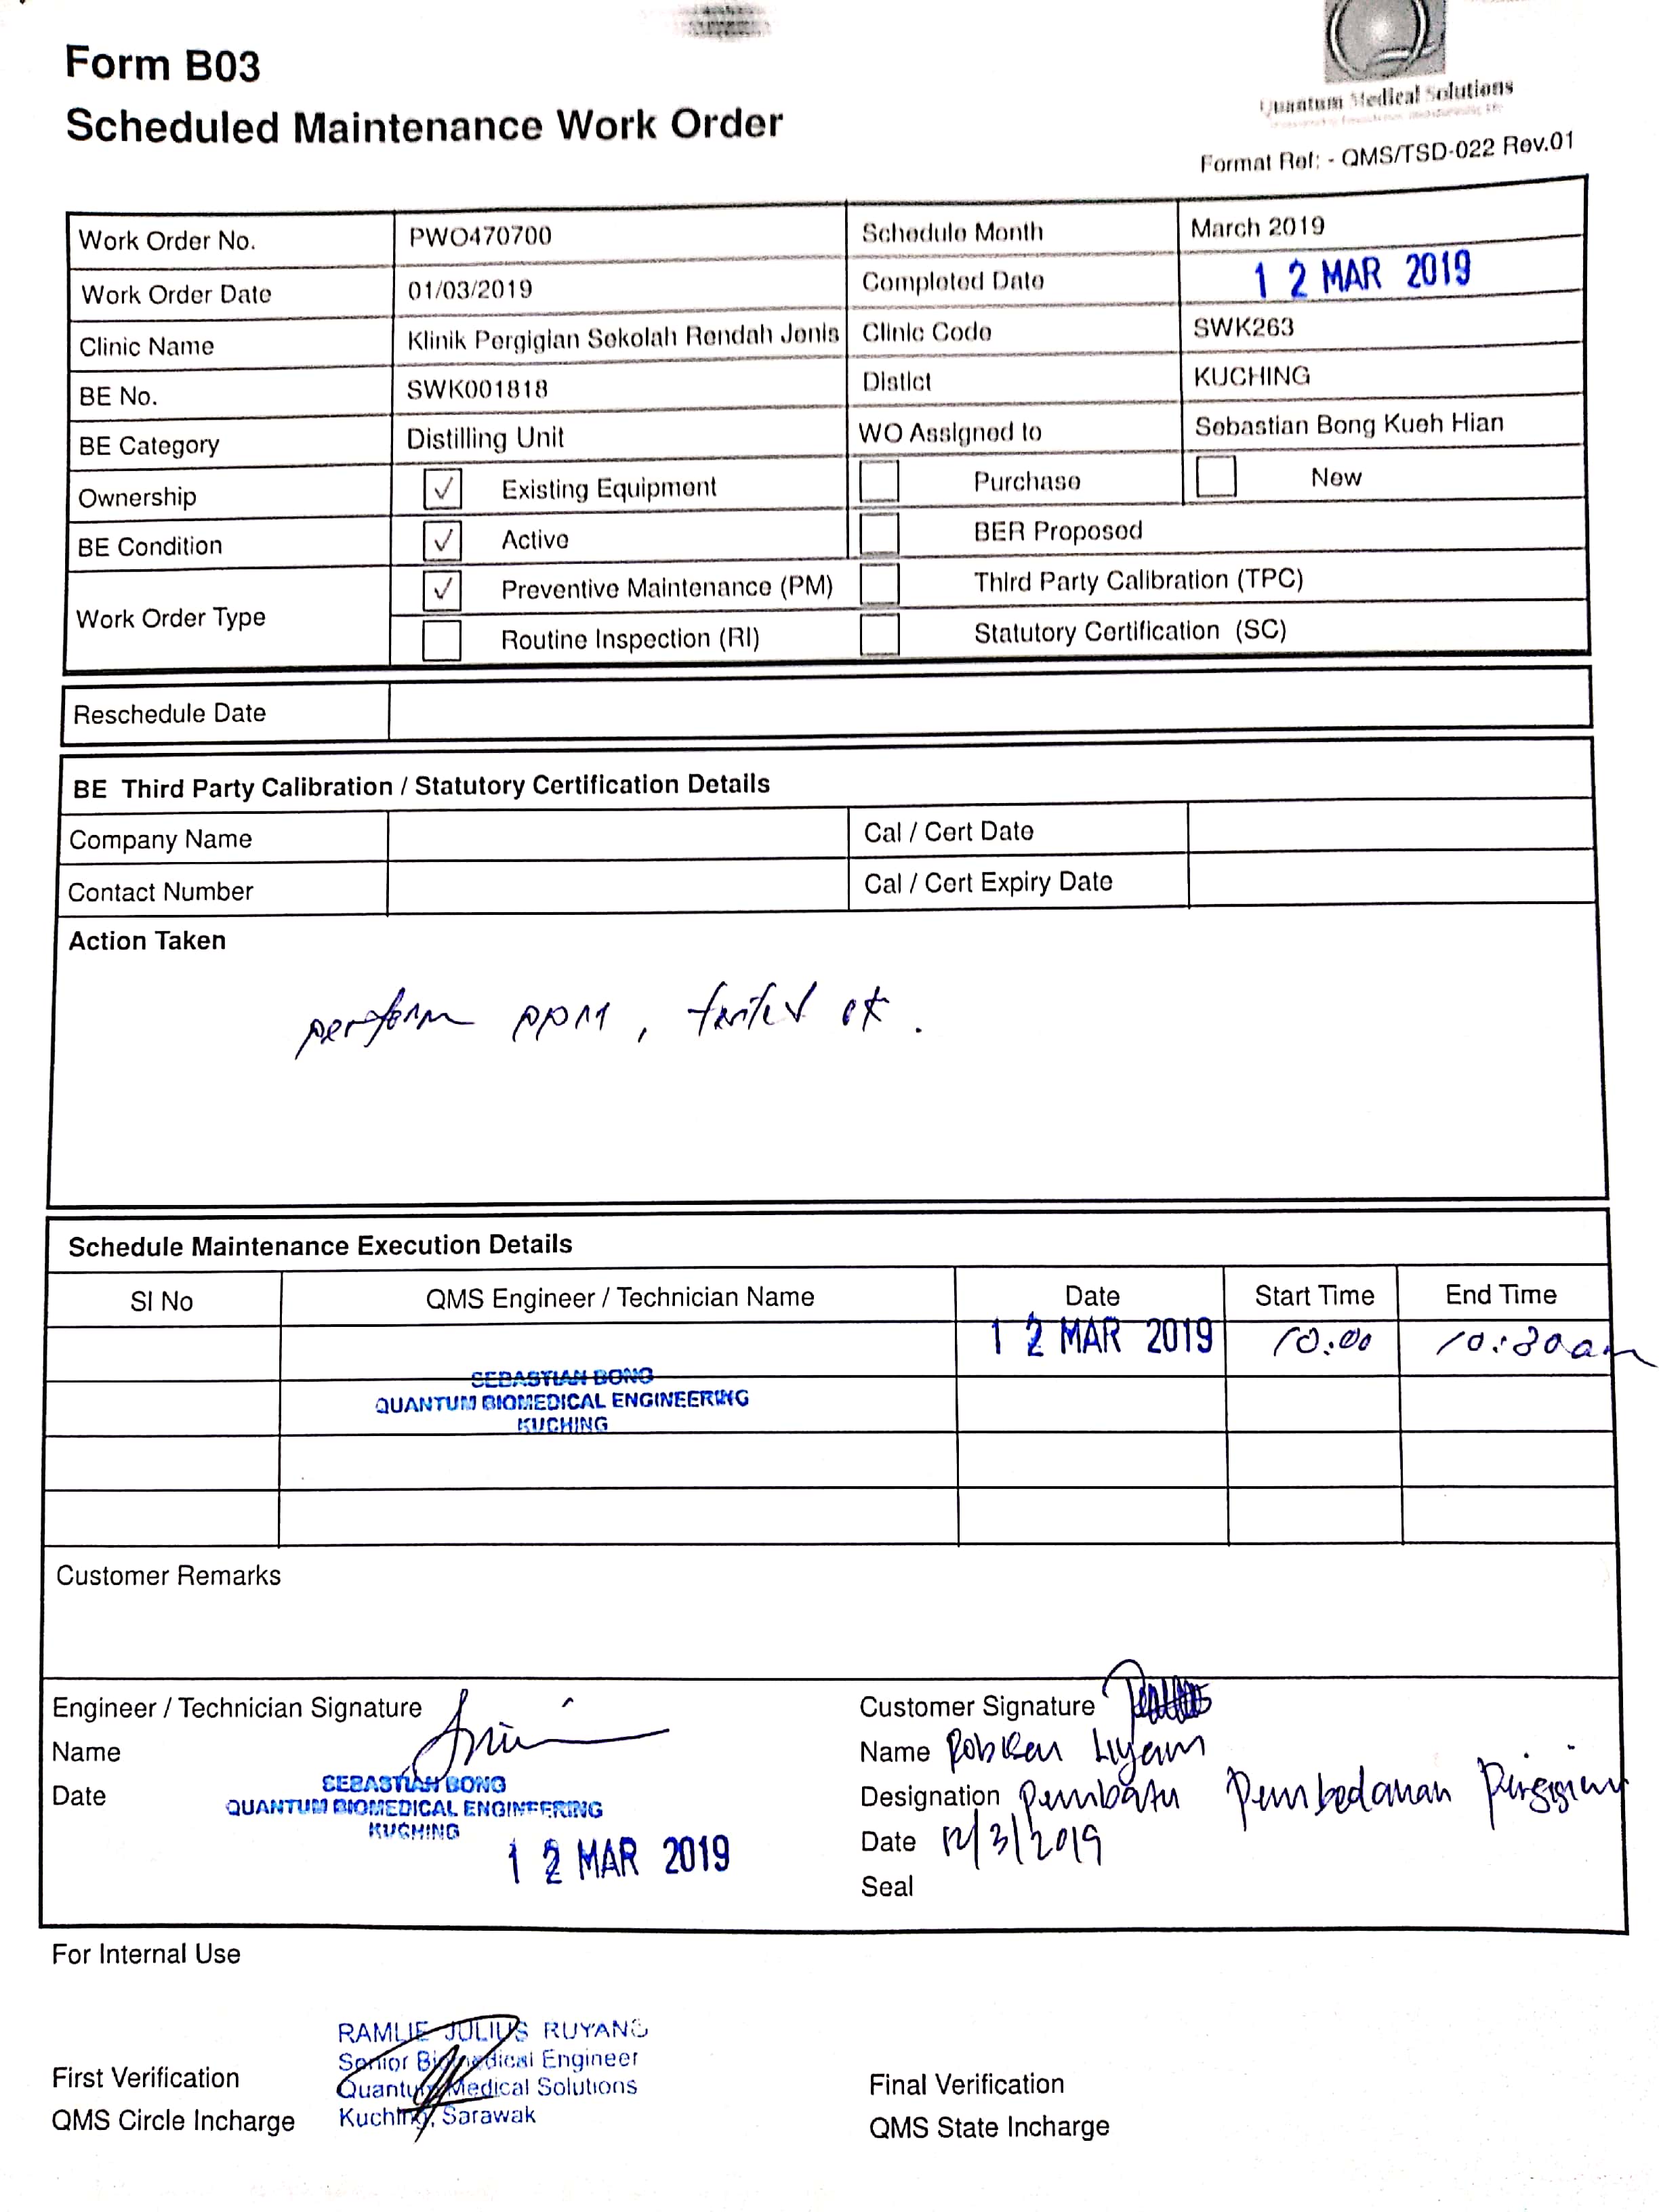 Form B03
Scheduled Maintenance Work Order
Quantum Medical Solutions
Format Ref: - QMS/TSD-022 Rev.01
Work Order No. PWO470700 Schedule Month March 2019
Work Order Date 01/03/2019 Completed Date 12 MAR 2019
Clinic Name Klinik Pergigian Sekolah Rendah Jenis Clinic Code SWK263
BE No. SWK001818 Distict KUCHING
BE Category Distilling Unit WO Assigned to Sebastian Bong Kueh Hian
Ownership ✓ Existing Equipment Purchase New
BE Condition ✓ Active BER Proposed
Work Order Type ✓ Preventive Maintenance (PM) Third Party Calibration (TPC)
Routine Inspection (RI) Statutory Certification (SC)
Reschedule Date
BE Third Party Calibration / Statutory Certification Details
Company Name Cal / Cert Date
Contact Number Cal / Cert Expiry Date
Action Taken
perform ppm, tested ok.
Schedule Maintenance Execution Details
SI No QMS Engineer / Technician Name Date Start Time End Time
12 MAR 2019 10:00 10:30am
SEBASTIAN BONG
QUANTUM BIOMEDICAL ENGINEERING
KUCHING
Customer Remarks
Engineer / Technician Signature Customer Signature
Name Name
Date SEBASTIAN BONG Designation Pembatu Pembedanan
QUANTUM BIOMEDICAL ENGINEERING
KUCHING Date 12/3/2019
12 MAR 2019
Seal
For Internal Use
RAMLIE JULIUS RUYANG
Senior Biomedical Engineer
First Verification Quantum Medical Solutions Final Verification
QMS Circle Incharge Kuching, Sarawak QMS State Incharge